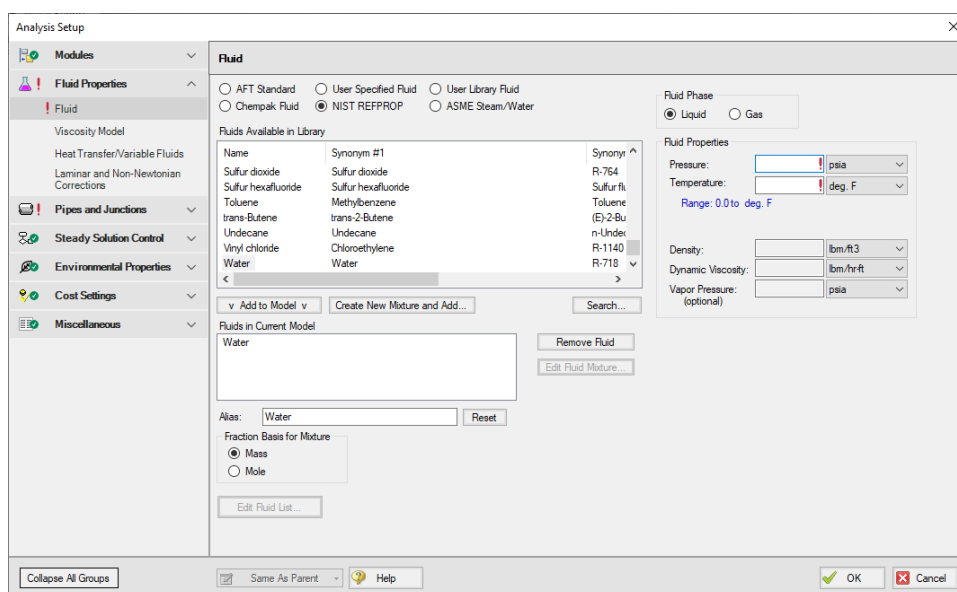 Analysis Setup
Modules
Fluid Properties
Fluid
Viscosity Model
Heat Transfer/Variable Fluids
Laminar and Non-Newtonian
Corrections
Pipes and Junctions
Steady Solution Control
Environmental Properties
Cost Settings
Miscellaneous
Collapse All Groups
Fluid
AFT Standard User Specified Fluid User Library Fluid
Chempak Fluid NIST REFPROP ASME Steam/Water
Fluids Available in Library
Name Synonym #1 Synonyr
Sulfur dioxide Sulfur dioxide R-764
Sulfur hexafluoride Sulfur hexafluoride Sulfur flu
Toluene Methylbenzene Toluene
trans-Butene trans-2-Butene (E)-2-Bu
Undecane Undecane n-Undec
Vinyl chloride Chloroethylene R-1140
Water Water R-718
v Add to Model v Create New Mixture and Add... Search...
Fluids in Current Model
Water
Remove Fluid
Edit Fluid Mixture...
Alias: Water Reset
Fraction Basis for Mixture
Mass
Mole
Edit Fluid List...
Fluid Phase
Liquid Gas
Fluid Properties
Pressure: psia
Temperature: deg. F
Range: 0.0 to deg. F
Density: lbm/ft3
Dynamic Viscosity: lbm/hr-ft
Vapor Pressure: psia
(optional)
Same As Parent Help OK Cancel